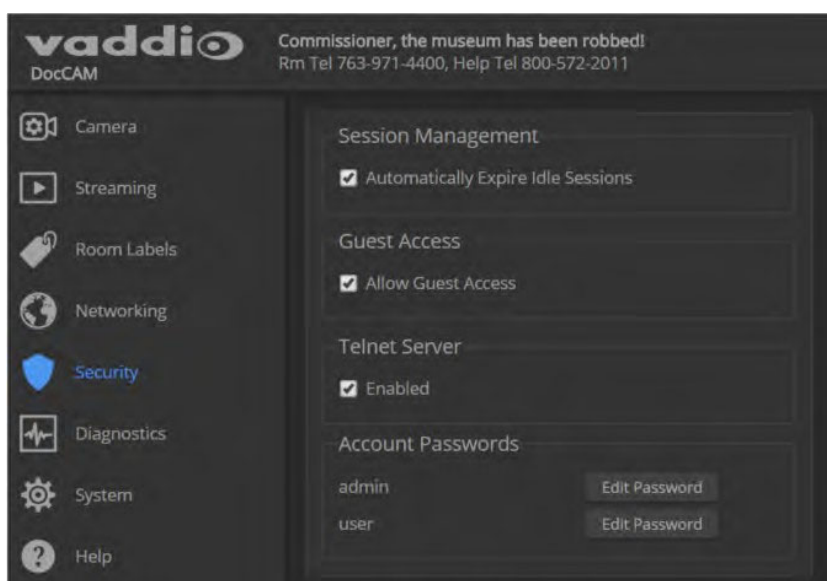 vaddio
DocCAM
Commissioner, the museum has been robbed!
Rm Tel 763-971-4400, Help Tel 800-572-2011
Camera
Streaming
Room Labels
Networking
Security
Diagnostics
System
Help
Session Management
Automatically Expire Idle Sessions
Guest Access
Allow Guest Access
Telnet Server
Enabled
Account Passwords
admin
Edit Password
user
Edit Password